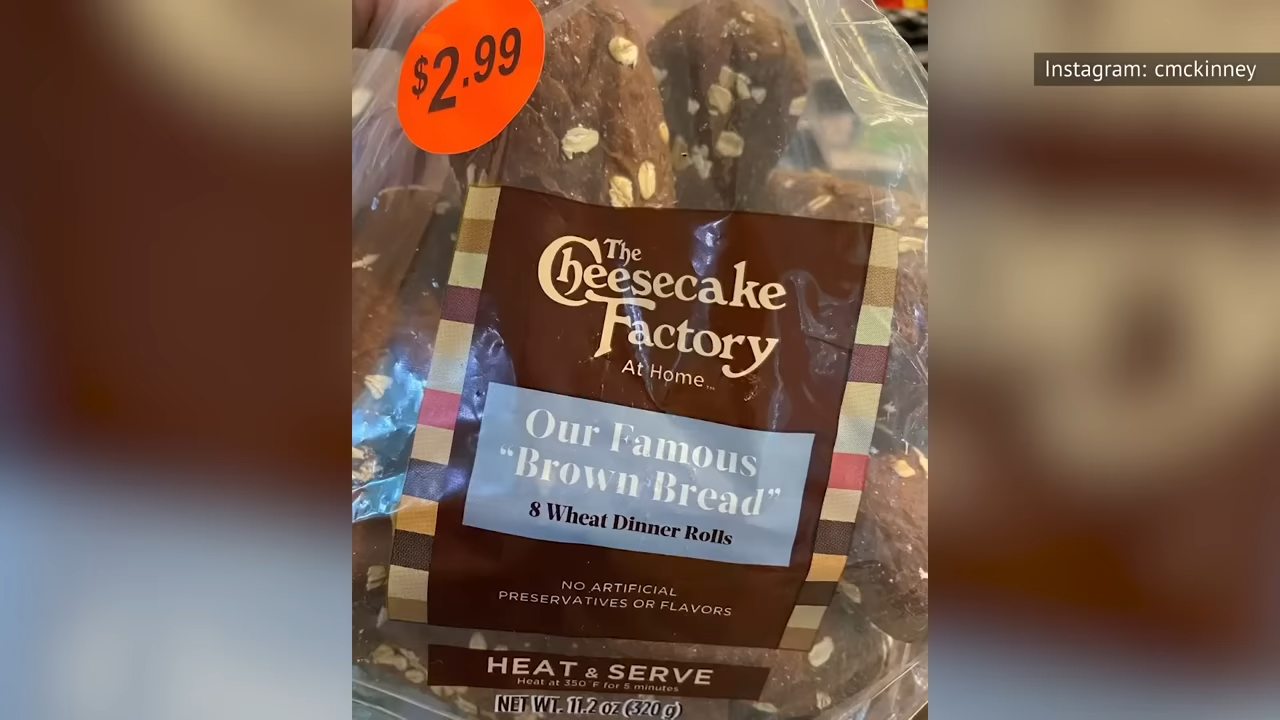 Instagram: cmckinney
$2.99
The
Cheesecake
Factory
At Home™
Our Famous
“Brown Bread”
8 Wheat Dinner Rolls
NO ARTIFICIAL
PRESERVATIVES OR FLAVORS
HEAT & SERVE
Heat at 350°F for 5 minutes
NET WT. 11.2 oz (320 g)